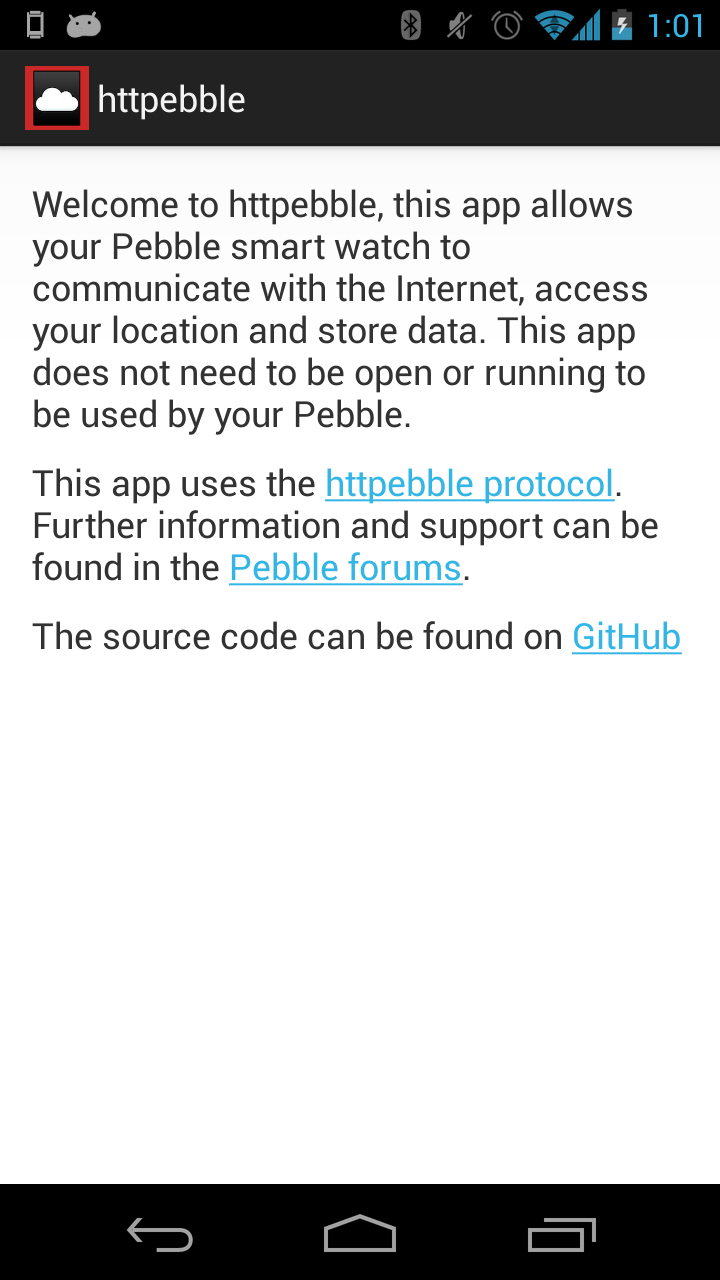 1:01
httpebble
Welcome to httpebble, this app allows
your Pebble smart watch to
communicate with the Internet, access
your location and store data. This app
does not need to be open or running to
be used by your Pebble.
This app uses the httpebble protocol.
Further information and support can be
found in the Pebble forums.
The source code can be found on GitHub